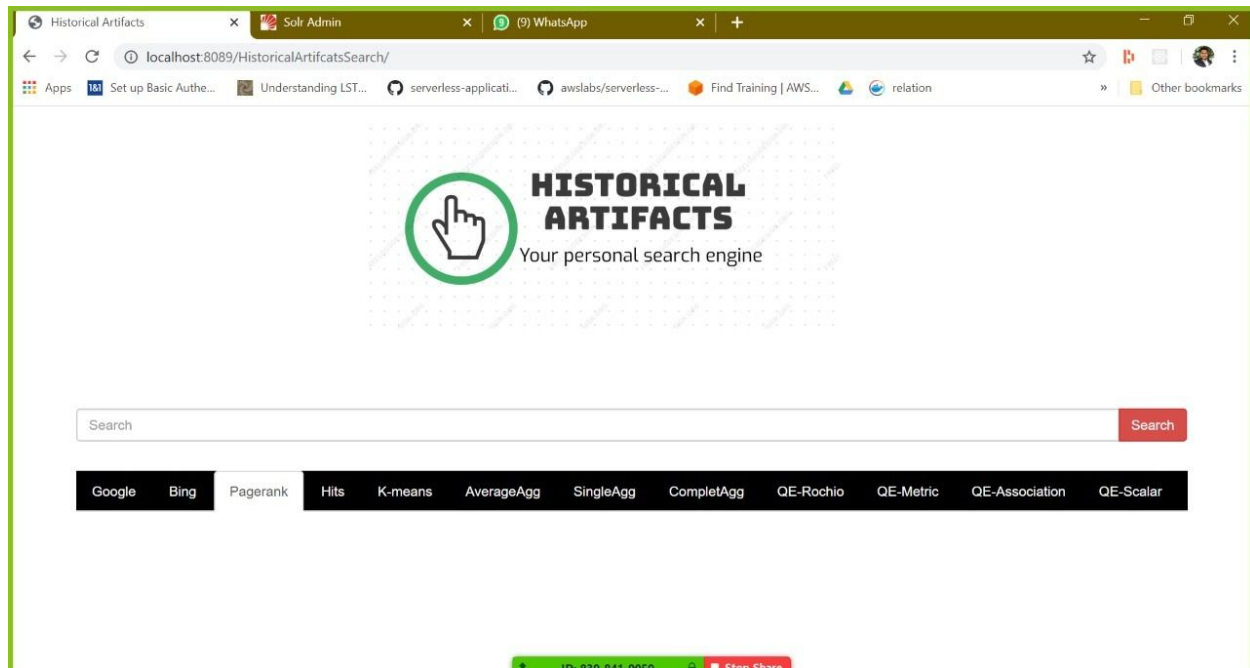 Historical Artifacts
Solr Admin
(9) WhatsApp
localhost:8089/HistoricalArtifcatsSearch/
Apps
Set up Basic Authe...
Understanding LST...
serverless-applicati...
awslabs/serverless-...
Find Training | AWS...
relation
»
Other bookmarks
HISTORICAL
ARTIFACTS
Your personal search engine
Search
Search
Google Bing Pagerank Hits K-means AverageAgg SingleAgg CompletAgg QE-Rochio QE-Metric QE-Association QE-Scalar
Stop Share